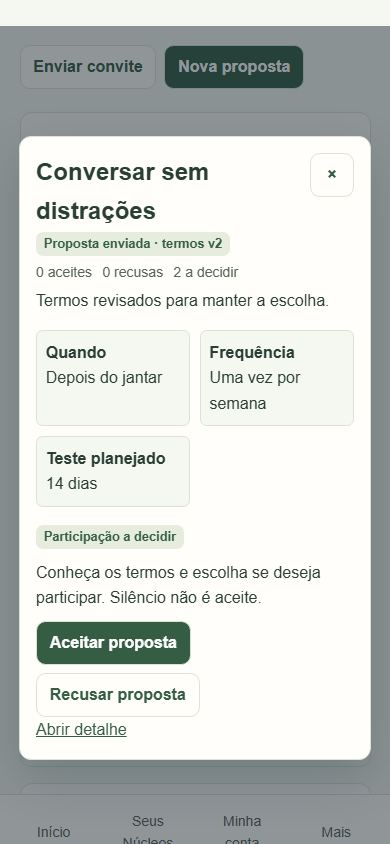 Enviar convite
Nova proposta
Conversar sem
distrações
×
Proposta enviada · termos v2
0 aceites 0 recusas 2 a decidir
Termos revisados para manter a escolha.
Quando
Depois do jantar
Frequência
Uma vez por
semana
Teste planejado
14 dias
Participação a decidir
Conheça os termos e escolha se deseja
participar. Silêncio não é aceite.
Aceitar proposta
Recusar proposta
Abrir detalhe
Início
Seus
Núcleos
Minha
conta
Mais